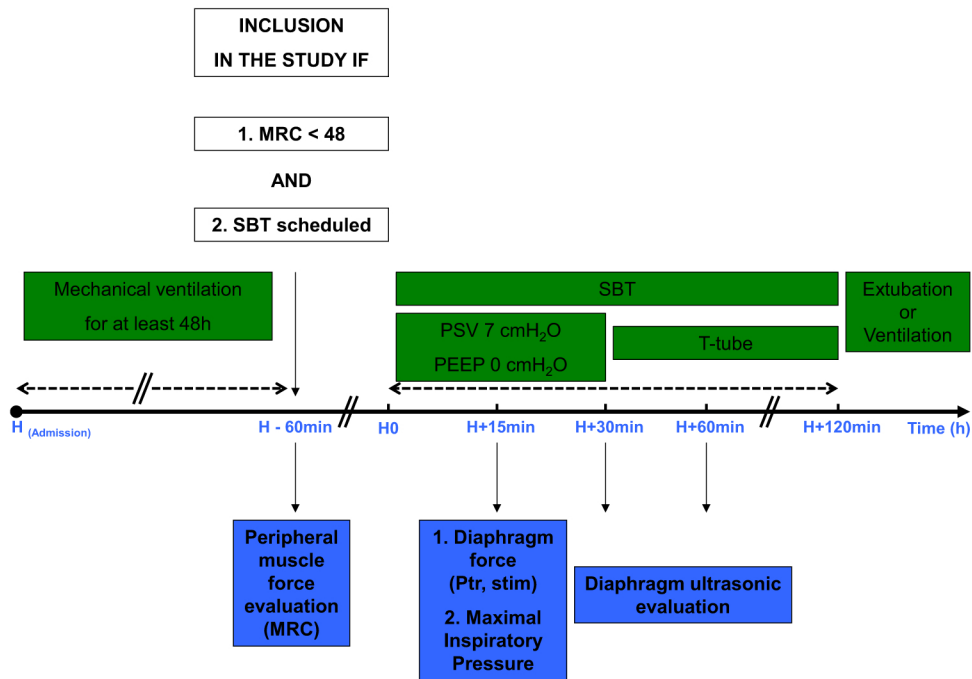 INCLUSION
IN THE STUDY IF
1. MRC < 48
AND
2. SBT scheduled
Mechanical ventilation
for at least 48h
SBT
PSV 7 cmH₂O
PEEP 0 cmH₂O
T-tube
Extubation
or
Ventilation
H (Admission)
H - 60min
H0
H+15min
H+30min
H+60min
H+120min
Time (h)
Peripheral
muscle
force
evaluation
(MRC)
1. Diaphragm
force
(Ptr, stim)
2. Maximal
Inspiratory
Pressure
Diaphragm ultrasonic
evaluation